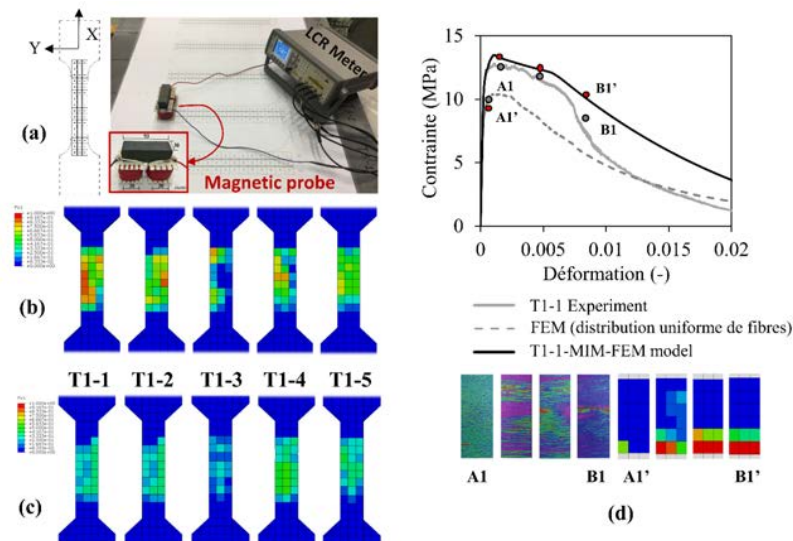 (a)
Y
X
LCR Meter
Magnetic probe
(b)
T1-1 T1-2 T1-3 T1-4 T1-5
(c)
Contrainte (MPa)
15
10
5
0
0 0.005 0.01 0.015 0.02
Déformation (-)
A1
A1'
B1'
B1
T1-1 Experiment
FEM (distribution uniforme de fibres)
T1-1-MIM-FEM model
A1 B1 A1' B1'
(d)